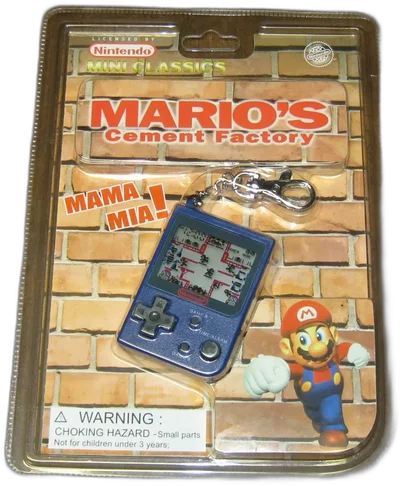 LICENSED BY
Nintendo
MINI CLASSICS
MARIO'S
Cement Factory
MAMA
MIA!
GAME A
M
WARNING :
CHOKING HAZARD - Small parts
Not for children under 3 years;